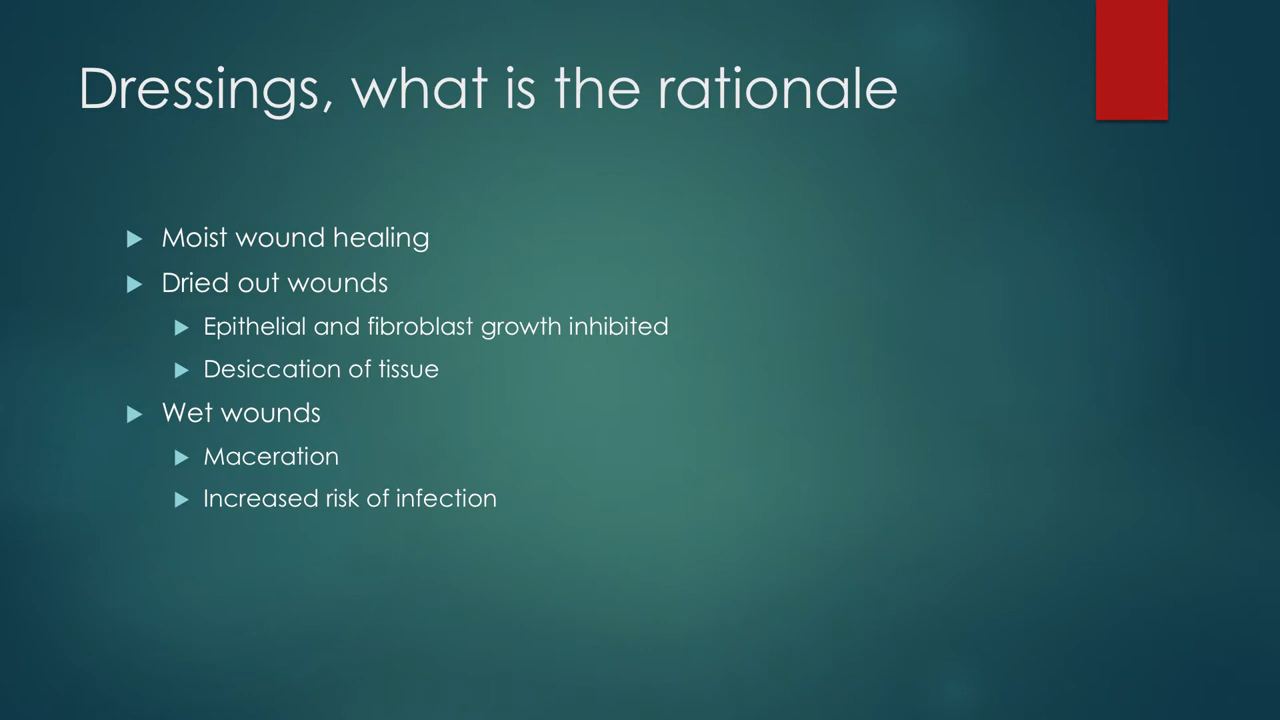 Dressings, what is the rationale
Moist wound healing
Dried out wounds
Epithelial and fibroblast growth inhibited
Desiccation of tissue
Wet wounds
Maceration
Increased risk of infection